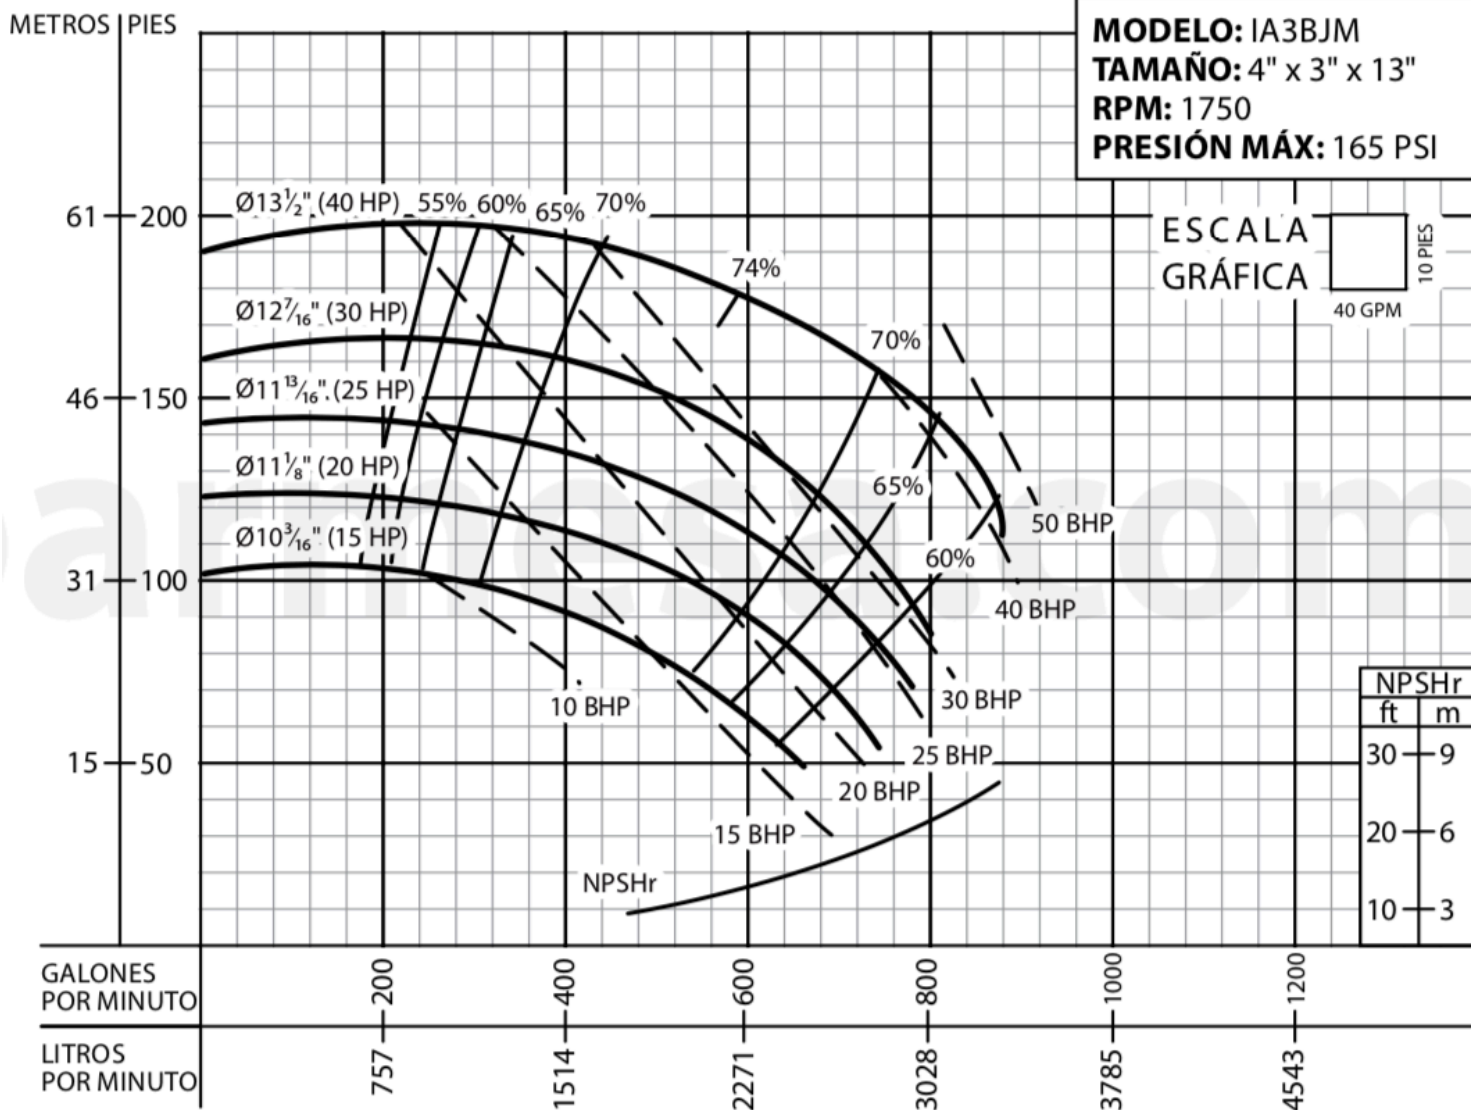 METROS PIES
MODELO: IA3BJM
TAMAÑO: 4" x 3" x 13"
RPM: 1750
PRESIÓN MÁX: 165 PSI
Ø13½" (40 HP) 55% 60% 65% 70%
61 200
ESCALA
GRÁFICA
10 PIES
40 GPM
74%
Ø12⁷⁄₁₆" (30 HP)
70%
46 150
Ø11¹³⁄₁₆" (25 HP)
Ø11⅛" (20 HP)
65%
50 BHP
Ø10³⁄₁₆" (15 HP)
60%
31 100
40 BHP
armesa.com
10 BHP
30 BHP
NPSHr
ft m
25 BHP
15 50
30 9
20 BHP
15 BHP
20 6
NPSHr
10 3
GALONES
POR MINUTO
200 400 600 800 1000 1200
LITROS
POR MINUTO
757 1514 2271 3028 3785 4543